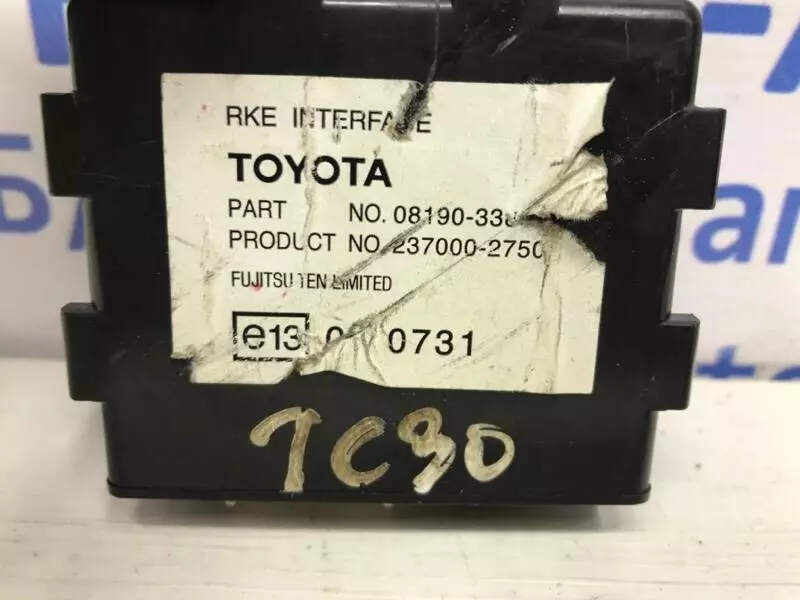 RKE INTERFACE
TOYOTA
PART NO. 08190-33
PRODUCT NO. 237000-2750
FUJITSU TEN LIMITED
e13 0731
TC90